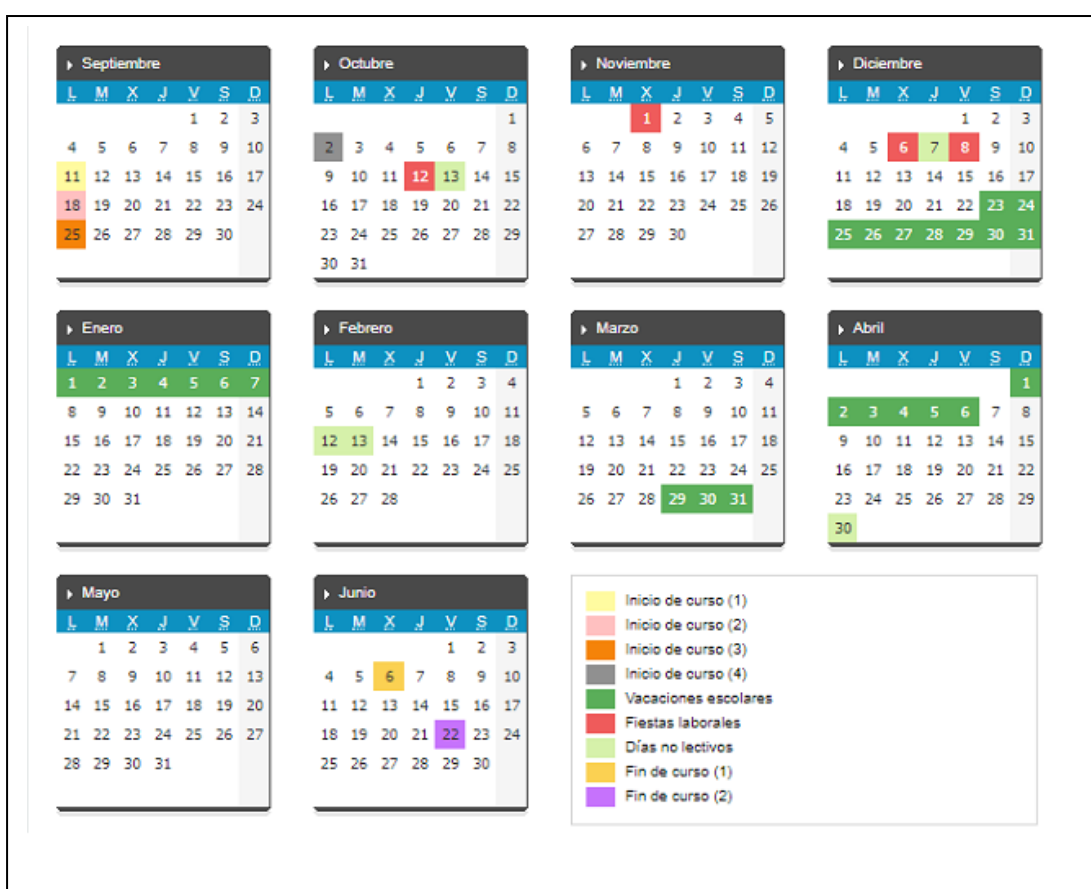 Septiembre
L M X J V S D
1 2 3
4 5 6 7 8 9 10
11 12 13 14 15 16 17
18 19 20 21 22 23 24
25 26 27 28 29 30
Octubre
L M X J V S D
1
2 3 4 5 6 7 8
9 10 11 12 13 14 15
16 17 18 19 20 21 22
23 24 25 26 27 28 29
30 31
Noviembre
L M X J V S D
1 2 3 4 5
6 7 8 9 10 11 12
13 14 15 16 17 18 19
20 21 22 23 24 25 26
27 28 29 30
Diciembre
L M X J V S D
1 2 3
4 5 6 7 8 9 10
11 12 13 14 15 16 17
18 19 20 21 22 23 24
25 26 27 28 29 30 31
Enero
L M X J V S D
1 2 3 4 5 6 7
8 9 10 11 12 13 14
15 16 17 18 19 20 21
22 23 24 25 26 27 28
29 30 31
Febrero
L M X J V S D
1 2 3 4
5 6 7 8 9 10 11
12 13 14 15 16 17 18
19 20 21 22 23 24 25
26 27 28
Marzo
L M X J V S D
1 2 3 4
5 6 7 8 9 10 11
12 13 14 15 16 17 18
19 20 21 22 23 24 25
26 27 28 29 30 31
Abril
L M X J V S D
1
2 3 4 5 6 7 8
9 10 11 12 13 14 15
16 17 18 19 20 21 22
23 24 25 26 27 28 29
30
Mayo
L M X J V S D
1 2 3 4 5 6
7 8 9 10 11 12 13
14 15 16 17 18 19 20
21 22 23 24 25 26 27
28 29 30 31
Junio
L M X J V S D
1 2 3
4 5 6 7 8 9 10
11 12 13 14 15 16 17
18 19 20 21 22 23 24
25 26 27 28 29 30
Inicio de curso (1)
Inicio de curso (2)
Inicio de curso (3)
Inicio de curso (4)
Vacaciones escolares
Fiestas laborales
Días no lectivos
Fin de curso (1)
Fin de curso (2)